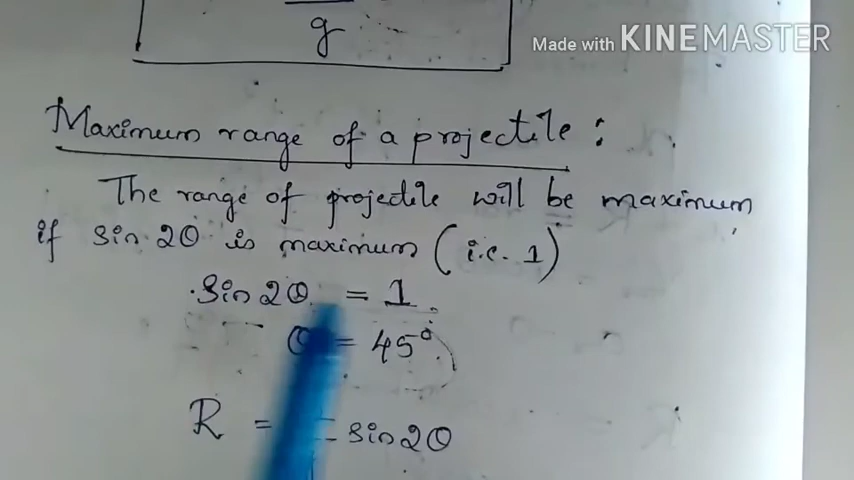 g
Made with KINEMASTER
Maximum range of a projectile :
The range of projectile will be maximum
if sin 2θ is maximum (i.e. 1)
sin 2θ = 1
θ = 45°
R = sin 2θ